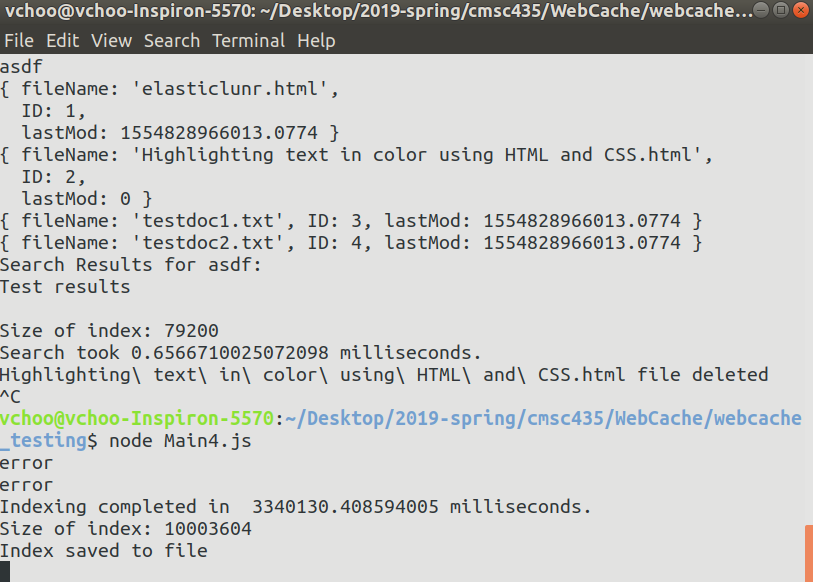 vchoo@vchoo-Inspiron-5570: ~/Desktop/2019-spring/cmsc435/WebCache/webcache...
File Edit View Search Terminal Help
asdf
{ fileName: 'elasticlunr.html',
  ID: 1,
  lastMod: 1554828966013.0774 }
{ fileName: 'Highlighting text in color using HTML and CSS.html',
  ID: 2,
  lastMod: 0 }
{ fileName: 'testdoc1.txt', ID: 3, lastMod: 1554828966013.0774 }
{ fileName: 'testdoc2.txt', ID: 4, lastMod: 1554828966013.0774 }
Search Results for asdf:
Test results

Size of index: 79200
Search took 0.6566710025072098 milliseconds.
Highlighting\ text\ in\ color\ using\ HTML\ and\ CSS.html file deleted
^C
vchoo@vchoo-Inspiron-5570:~/Desktop/2019-spring/cmsc435/WebCache/webcache
_testing$ node Main4.js
error
error
Indexing completed in  3340130.408594005 milliseconds.
Size of index: 10003604
Index saved to file